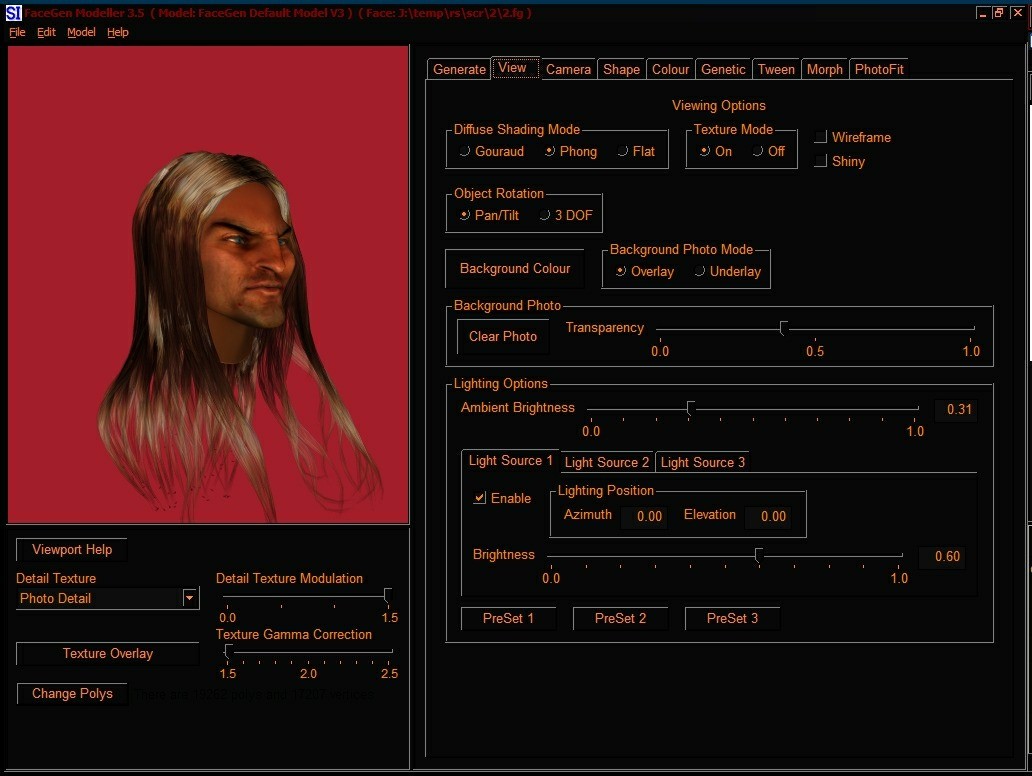 SI FaceGen Modeller 3.5 ( Model: FaceGen Default Model V3 ) ( Face: J:\temp\rs\scr\2\2.fg )
File Edit Model Help
Generate View Camera Shape Colour Genetic Tween Morph PhotoFit
Viewing Options
Diffuse Shading Mode Texture Mode
Gouraud Phong Flat On Off Wireframe
Shiny
Object Rotation
Pan/Tilt 3 DOF
Background Colour Background Photo Mode
Overlay Underlay
Background Photo
Clear Photo Transparency
0.0 0.5 1.0
Lighting Options
Ambient Brightness 0.31
0.0 1.0
Light Source 1 Light Source 2 Light Source 3
Enable Lighting Position
Azimuth 0.00 Elevation 0.00
Brightness 0.60
0.0 1.0
PreSet 1 PreSet 2 PreSet 3
Viewport Help
Detail Texture Detail Texture Modulation
Photo Detail
0.0 1.5
Texture Gamma Correction
Texture Overlay
1.5 2.0 2.5
Change Polys